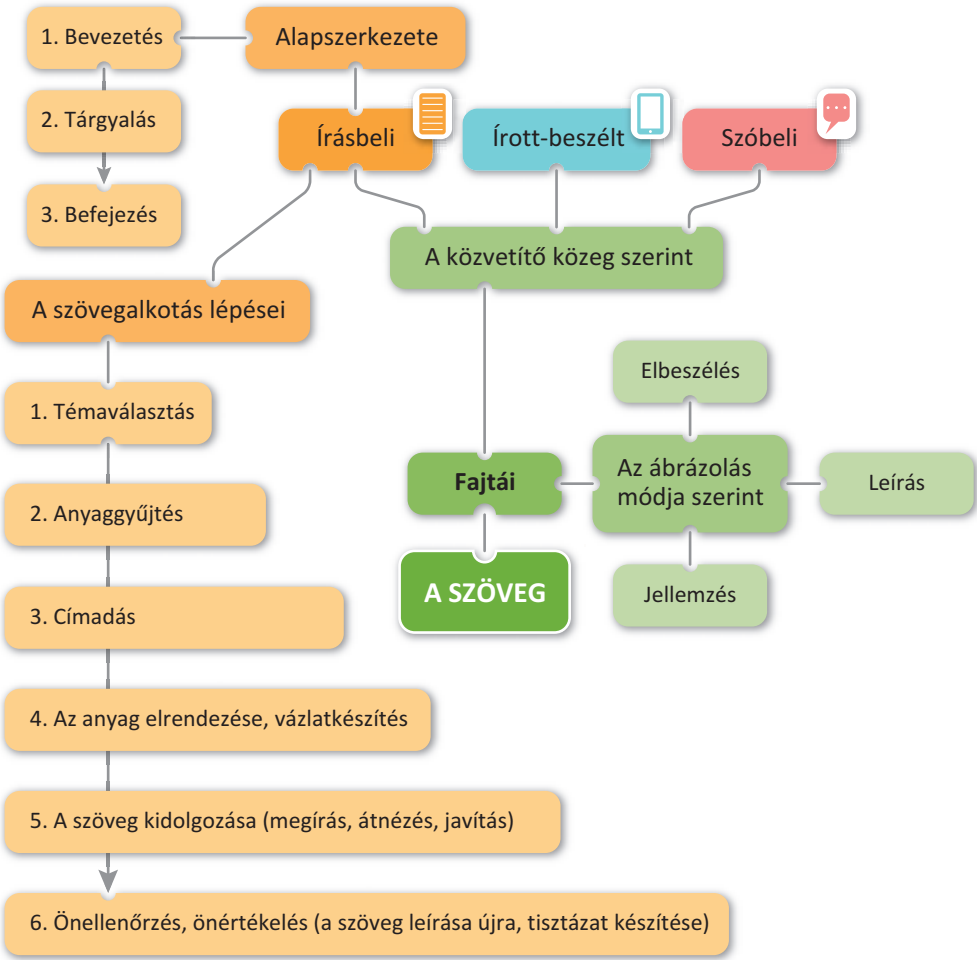 1. Bevezetés
Alapszerkezete
2. Tárgyalás
3. Befejezés
Írásbeli
Írott-beszélt
Szóbeli
A közvetítő közeg szerint
A szövegalkotás lépései
1. Témaválasztás
2. Anyaggyűjtés
3. Címadás
4. Az anyag elrendezése, vázlatkészítés
5. A szöveg kidolgozása (megírás, átnézés, javítás)
6. Önellenőrzés, önértékelés (a szöveg leírása újra, tisztázat készítése)
Elbeszélés
Fajtái
Az ábrázolás
módja szerint
Leírás
A SZÖVEG
Jellemzés